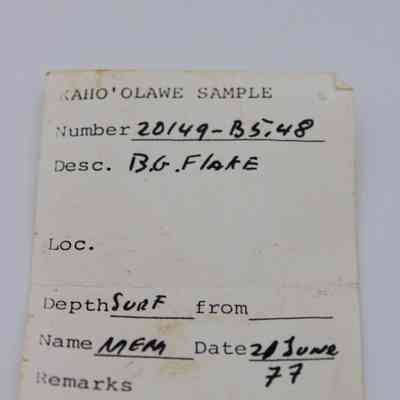 KAHO'OLAWE SAMPLE
Number 20149-B5.48
Desc. B.G. FLAKE
Loc.
Depth SURF from
Name MEM Date 21 June
77
Remarks